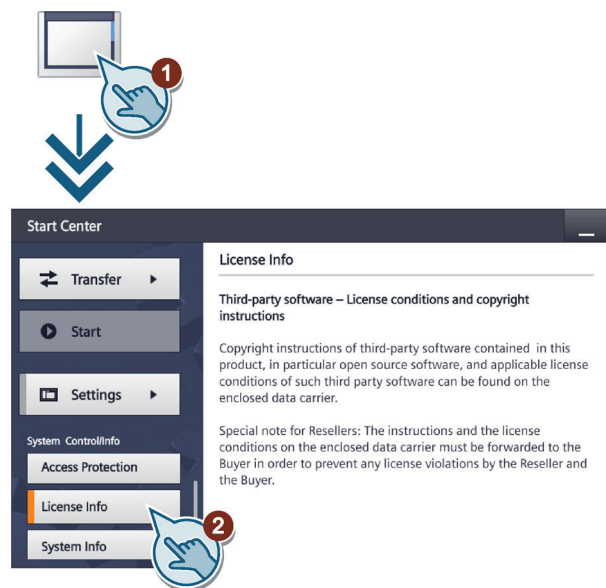 1
Start Center
Transfer
Start
Settings
System Control/Info
Access Protection
License Info
System Info
2
License Info
Third-party software – License conditions and copyright
instructions
Copyright instructions of third-party software contained in this
product, in particular open source software, and applicable license
conditions of such third party software can be found on the
enclosed data carrier.
Special note for Resellers: The instructions and the license
conditions on the enclosed data carrier must be forwarded to the
Buyer in order to prevent any license violations by the Reseller and
the Buyer.